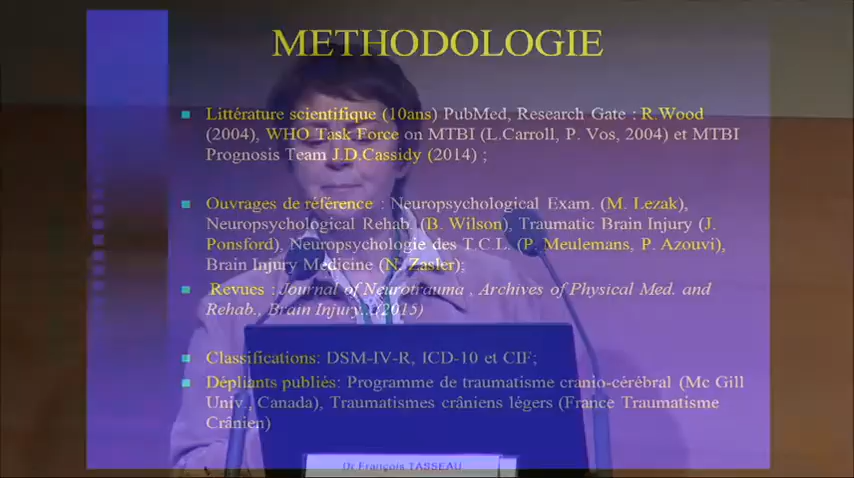 METHODOLOGIE
Littérature scientifique (10ans) PubMed, Research Gate : R.Wood
(2004), WHO Task Force on MTBI (L.Carroll, P. Vos, 2004) et MTBI
Prognosis Team J.D.Cassidy (2014) ;
Ouvrages de référence : Neuropsychological Exam. (M. Lezak),
Neuropsychological Rehab. (B. Wilson), Traumatic Brain Injury (J.
Ponsford), Neuropsychologie des T.C.L. (P. Meulemans, P. Azouvi),
Brain Injury Medicine (N. Zasler);
Revues : Journal of Neurotrauma , Archives of Physical Med. and
Rehab., Brain Injury...(2015)
Classifications: DSM-IV-R, ICD-10 et CIF;
Dépliants publiés: Programme de traumatisme cranio-cérébral (Mc Gill
Univ., Canada), Traumatismes crâniens légers (France Traumatisme
Crânien)
Dr François TASSEAU